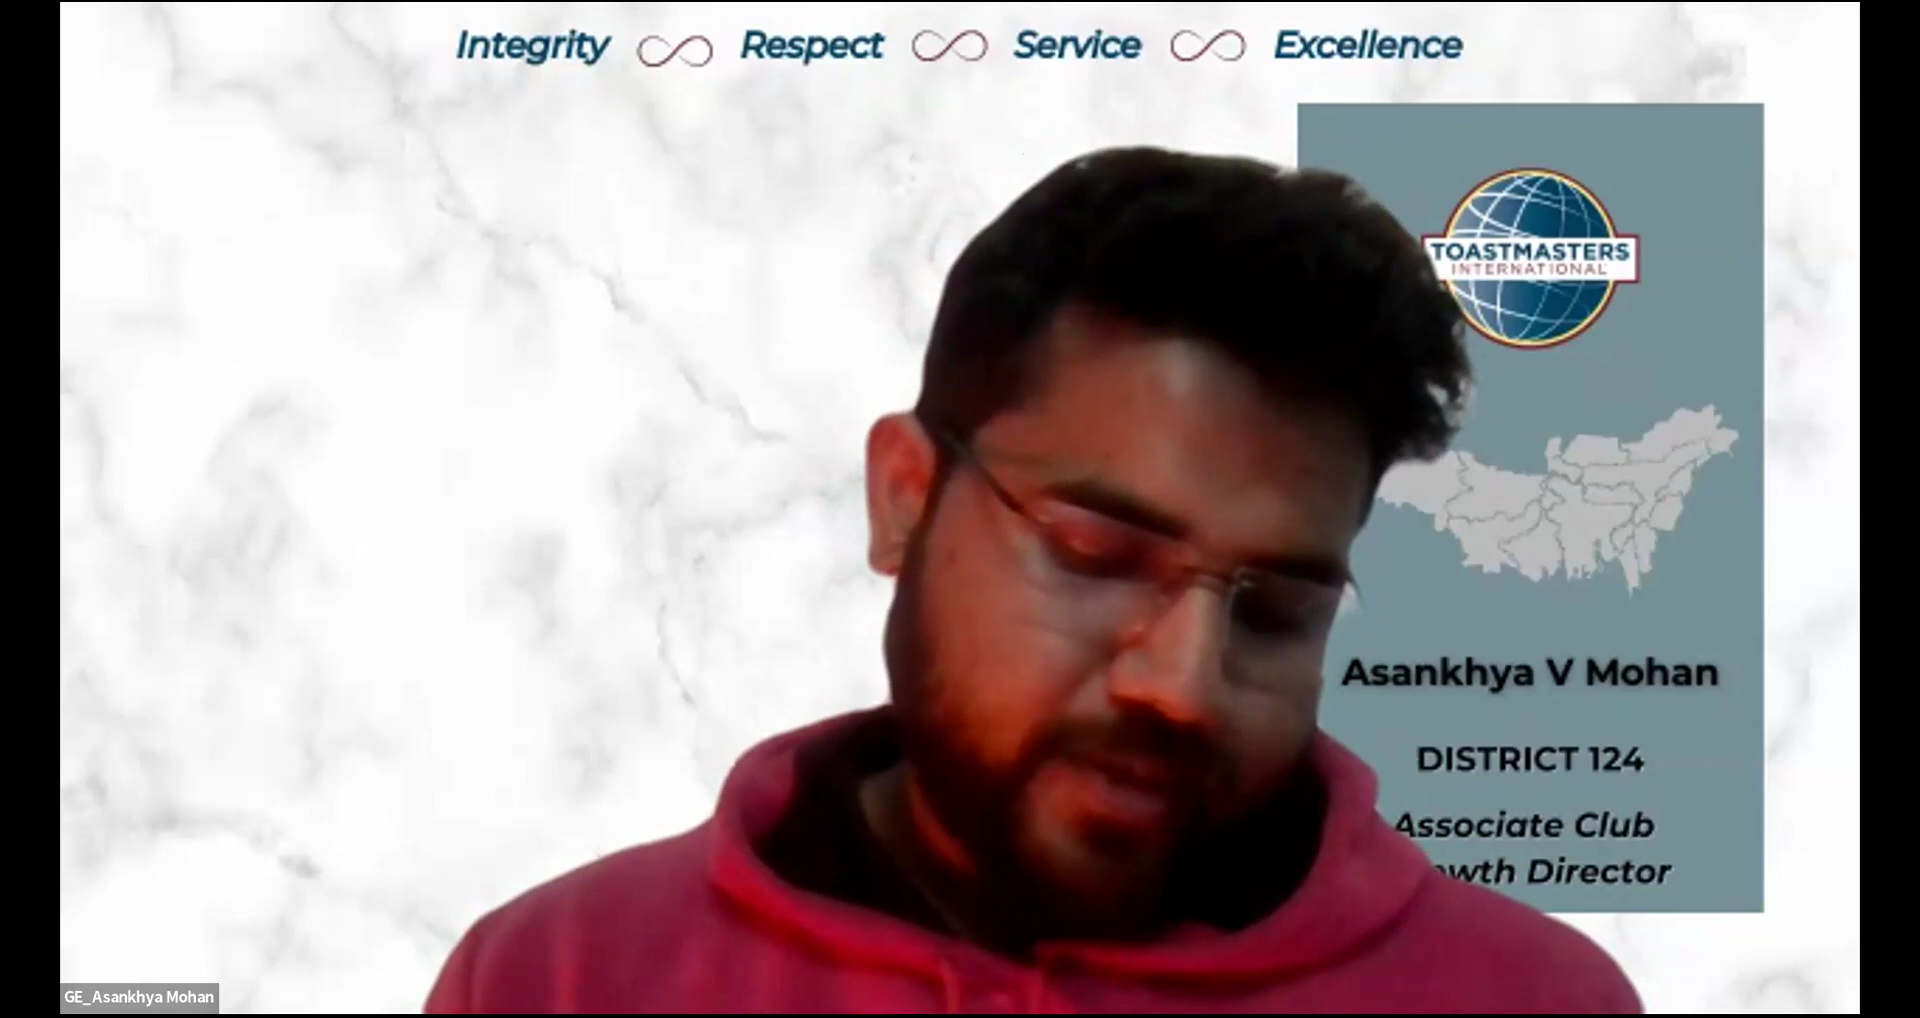 Integrity Respect Service Excellence
TOASTMASTERS
INTERNATIONAL
Asankhya V Mohan
DISTRICT 124
Associate Club
Director
GE_Asankhya Mohan